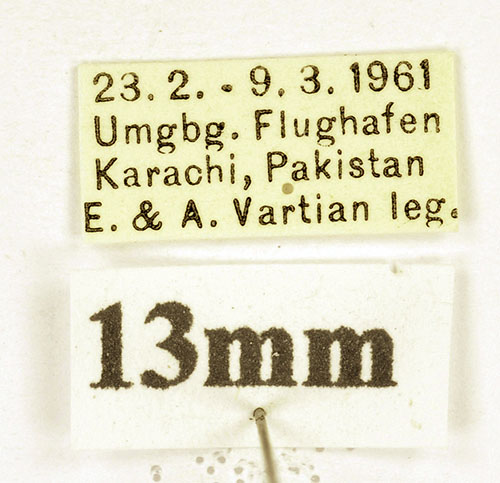 23. 2. - 9. 3. 1961
Umgbg. Flughafen
Karachi, Pakistan
E. & A. Vartian leg.
13mm